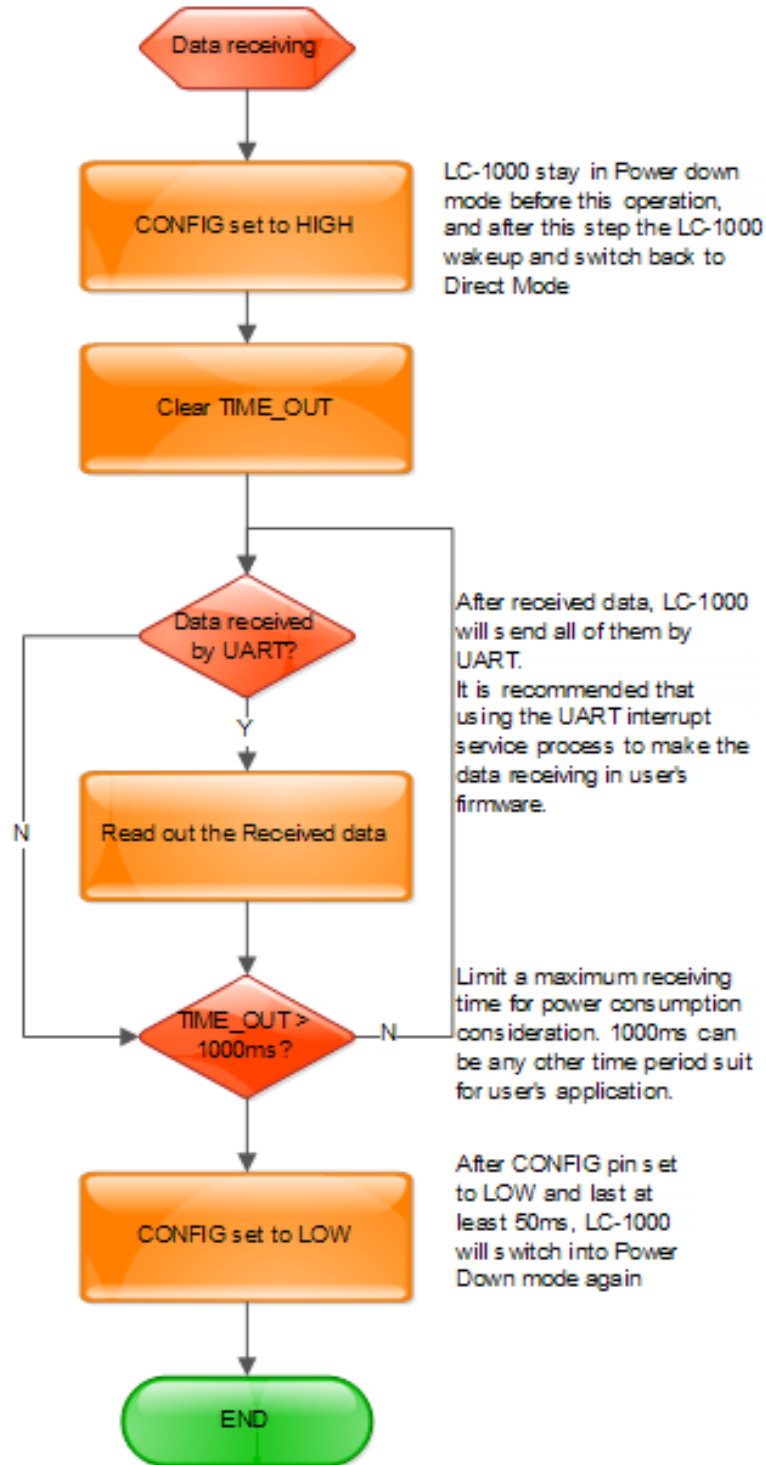 Data receiving
CONFIG set to HIGH
LC-1000 stay in Power down
mode before this operation,
and after this step the LC-1000
wakeup and switch back to
Direct Mode
Clear TIME_OUT
Data received
by UART?
After received data, LC-1000
will send all of them by
UART.
It is recommended that
using the UART interrupt
service process to make the
data receiving in user's
firmware.
Y
N
Read out the Received data
TIME_OUT >
1000ms?
N
Limit a maximum receiving
time for power consumption
consideration. 1000ms can
be any other time period suit
for user's application.
CONFIG set to LOW
After CONFIG pin set
to LOW and last at
least 50ms, LC-1000
will switch into Power
Down mode again
END